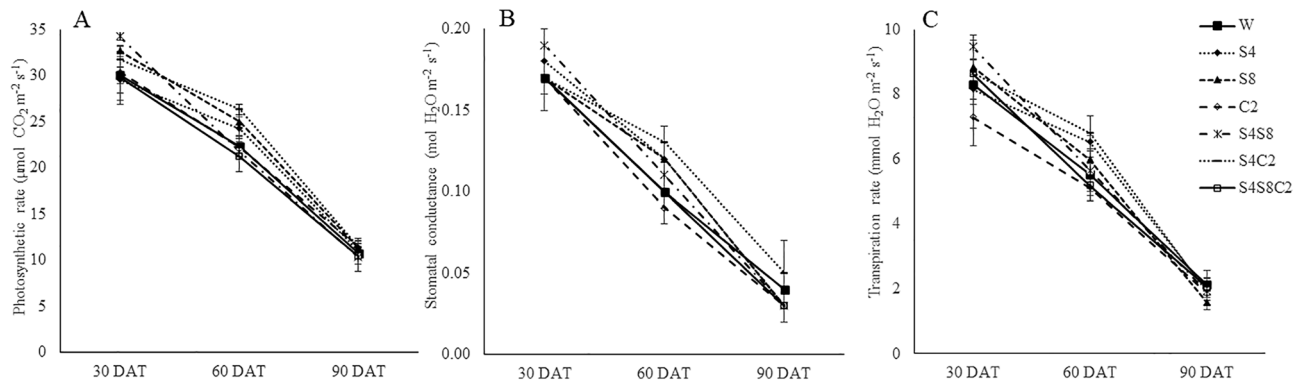 A
Photosynthetic rate (µmol CO₂ m⁻² s⁻¹)
35
30
25
20
15
10
5
0
30 DAT 60 DAT 90 DAT
B
Stomatal conductance (mol H₂O m⁻² s⁻¹)
0.20
0.15
0.10
0.05
0.00
30 DAT 60 DAT 90 DAT
C
Transpiration rate (mmol H₂O m⁻² s⁻¹)
10
8
6
4
2
0
30 DAT 60 DAT 90 DAT
W
S4
S8
C2
S4S8
S4C2
S4S8C2